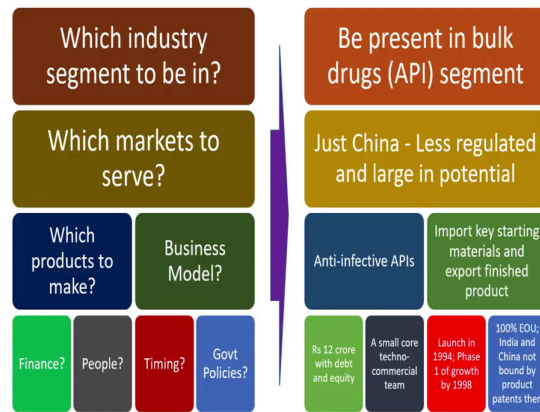 Which industry
segment to be in?
Which markets to
serve?
Which
products to
make?
Business
Model?
Finance?
People?
Timing?
Govt
Policies?
Be present in bulk
drugs (API) segment
Just China - Less regulated
and large in potential
Anti-infective APIs
Import key starting
materials and
export finished
product
Rs 12 crore
with debt
and equity
A small core
techno-
commercial
team
Launch in
1994; Phase
1 of growth
by 1998
100% EOU;
India and
China not
bound by
product
patents then